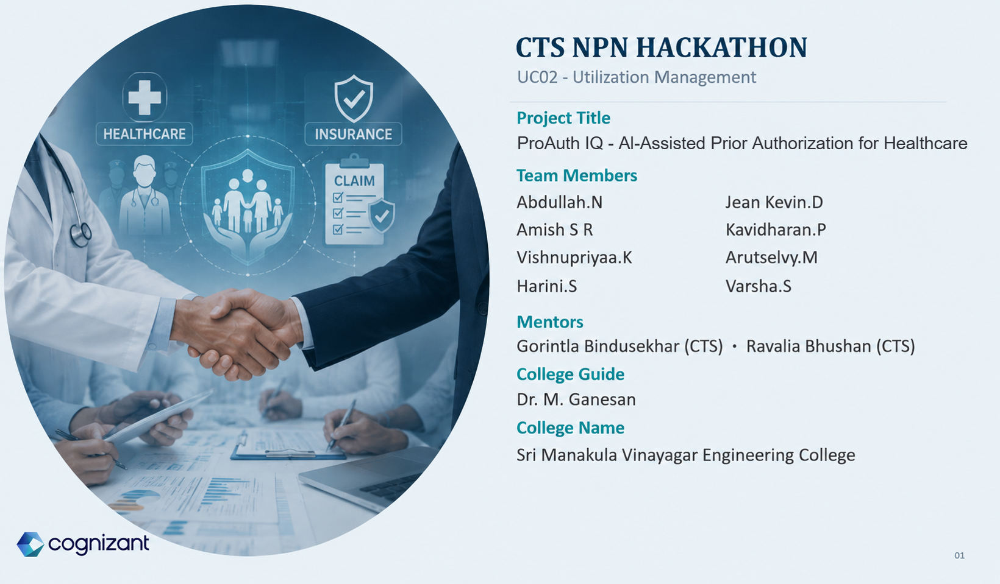 HEALTHCARE
INSURANCE
CLAIM
cognizant
CTS NPN HACKATHON
UC02 - Utilization Management
Project Title
ProAuth IQ - AI-Assisted Prior Authorization for Healthcare
Team Members
Abdullah.N
Jean Kevin.D
Amish S R
Kavidharan.P
Vishnupriyaa.K
Arutselvy.M
Harini.S
Varsha.S
Mentors
Gorintla Bindusekhar (CTS) • Ravalia Bhushan (CTS)
College Guide
Dr. M. Ganesan
College Name
Sri Manakula Vinayagar Engineering College
01